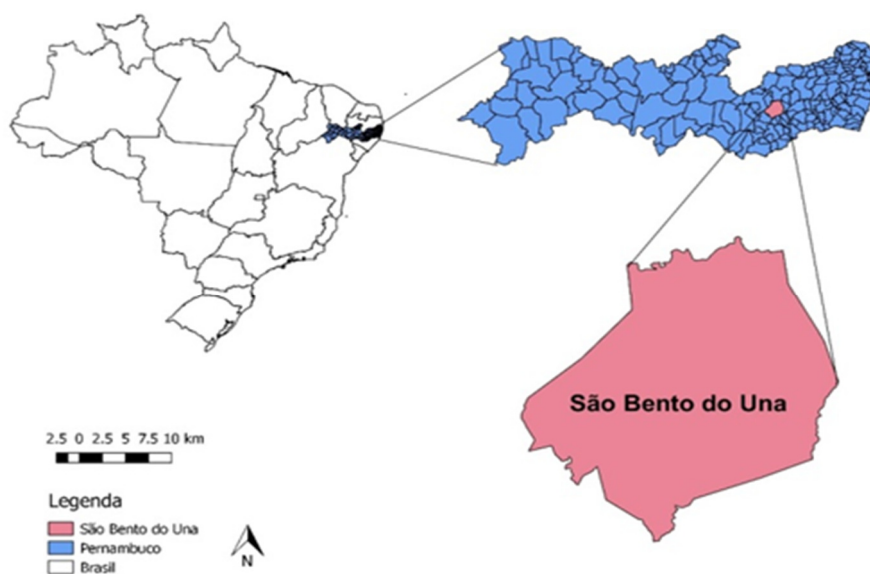 São Bento do Una
2.5 0 2.5 5 7.5 10 km
Legenda
São Bento do Una
Pernambuco
Brasil
N